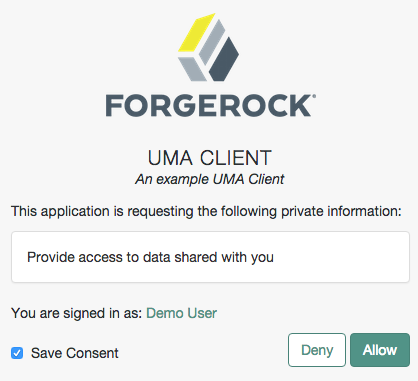 FORGEROCK®
UMA CLIENT
An example UMA Client
This application is requesting the following private information:
Provide access to data shared with you
You are signed in as: Demo User
Save Consent
Deny
Allow